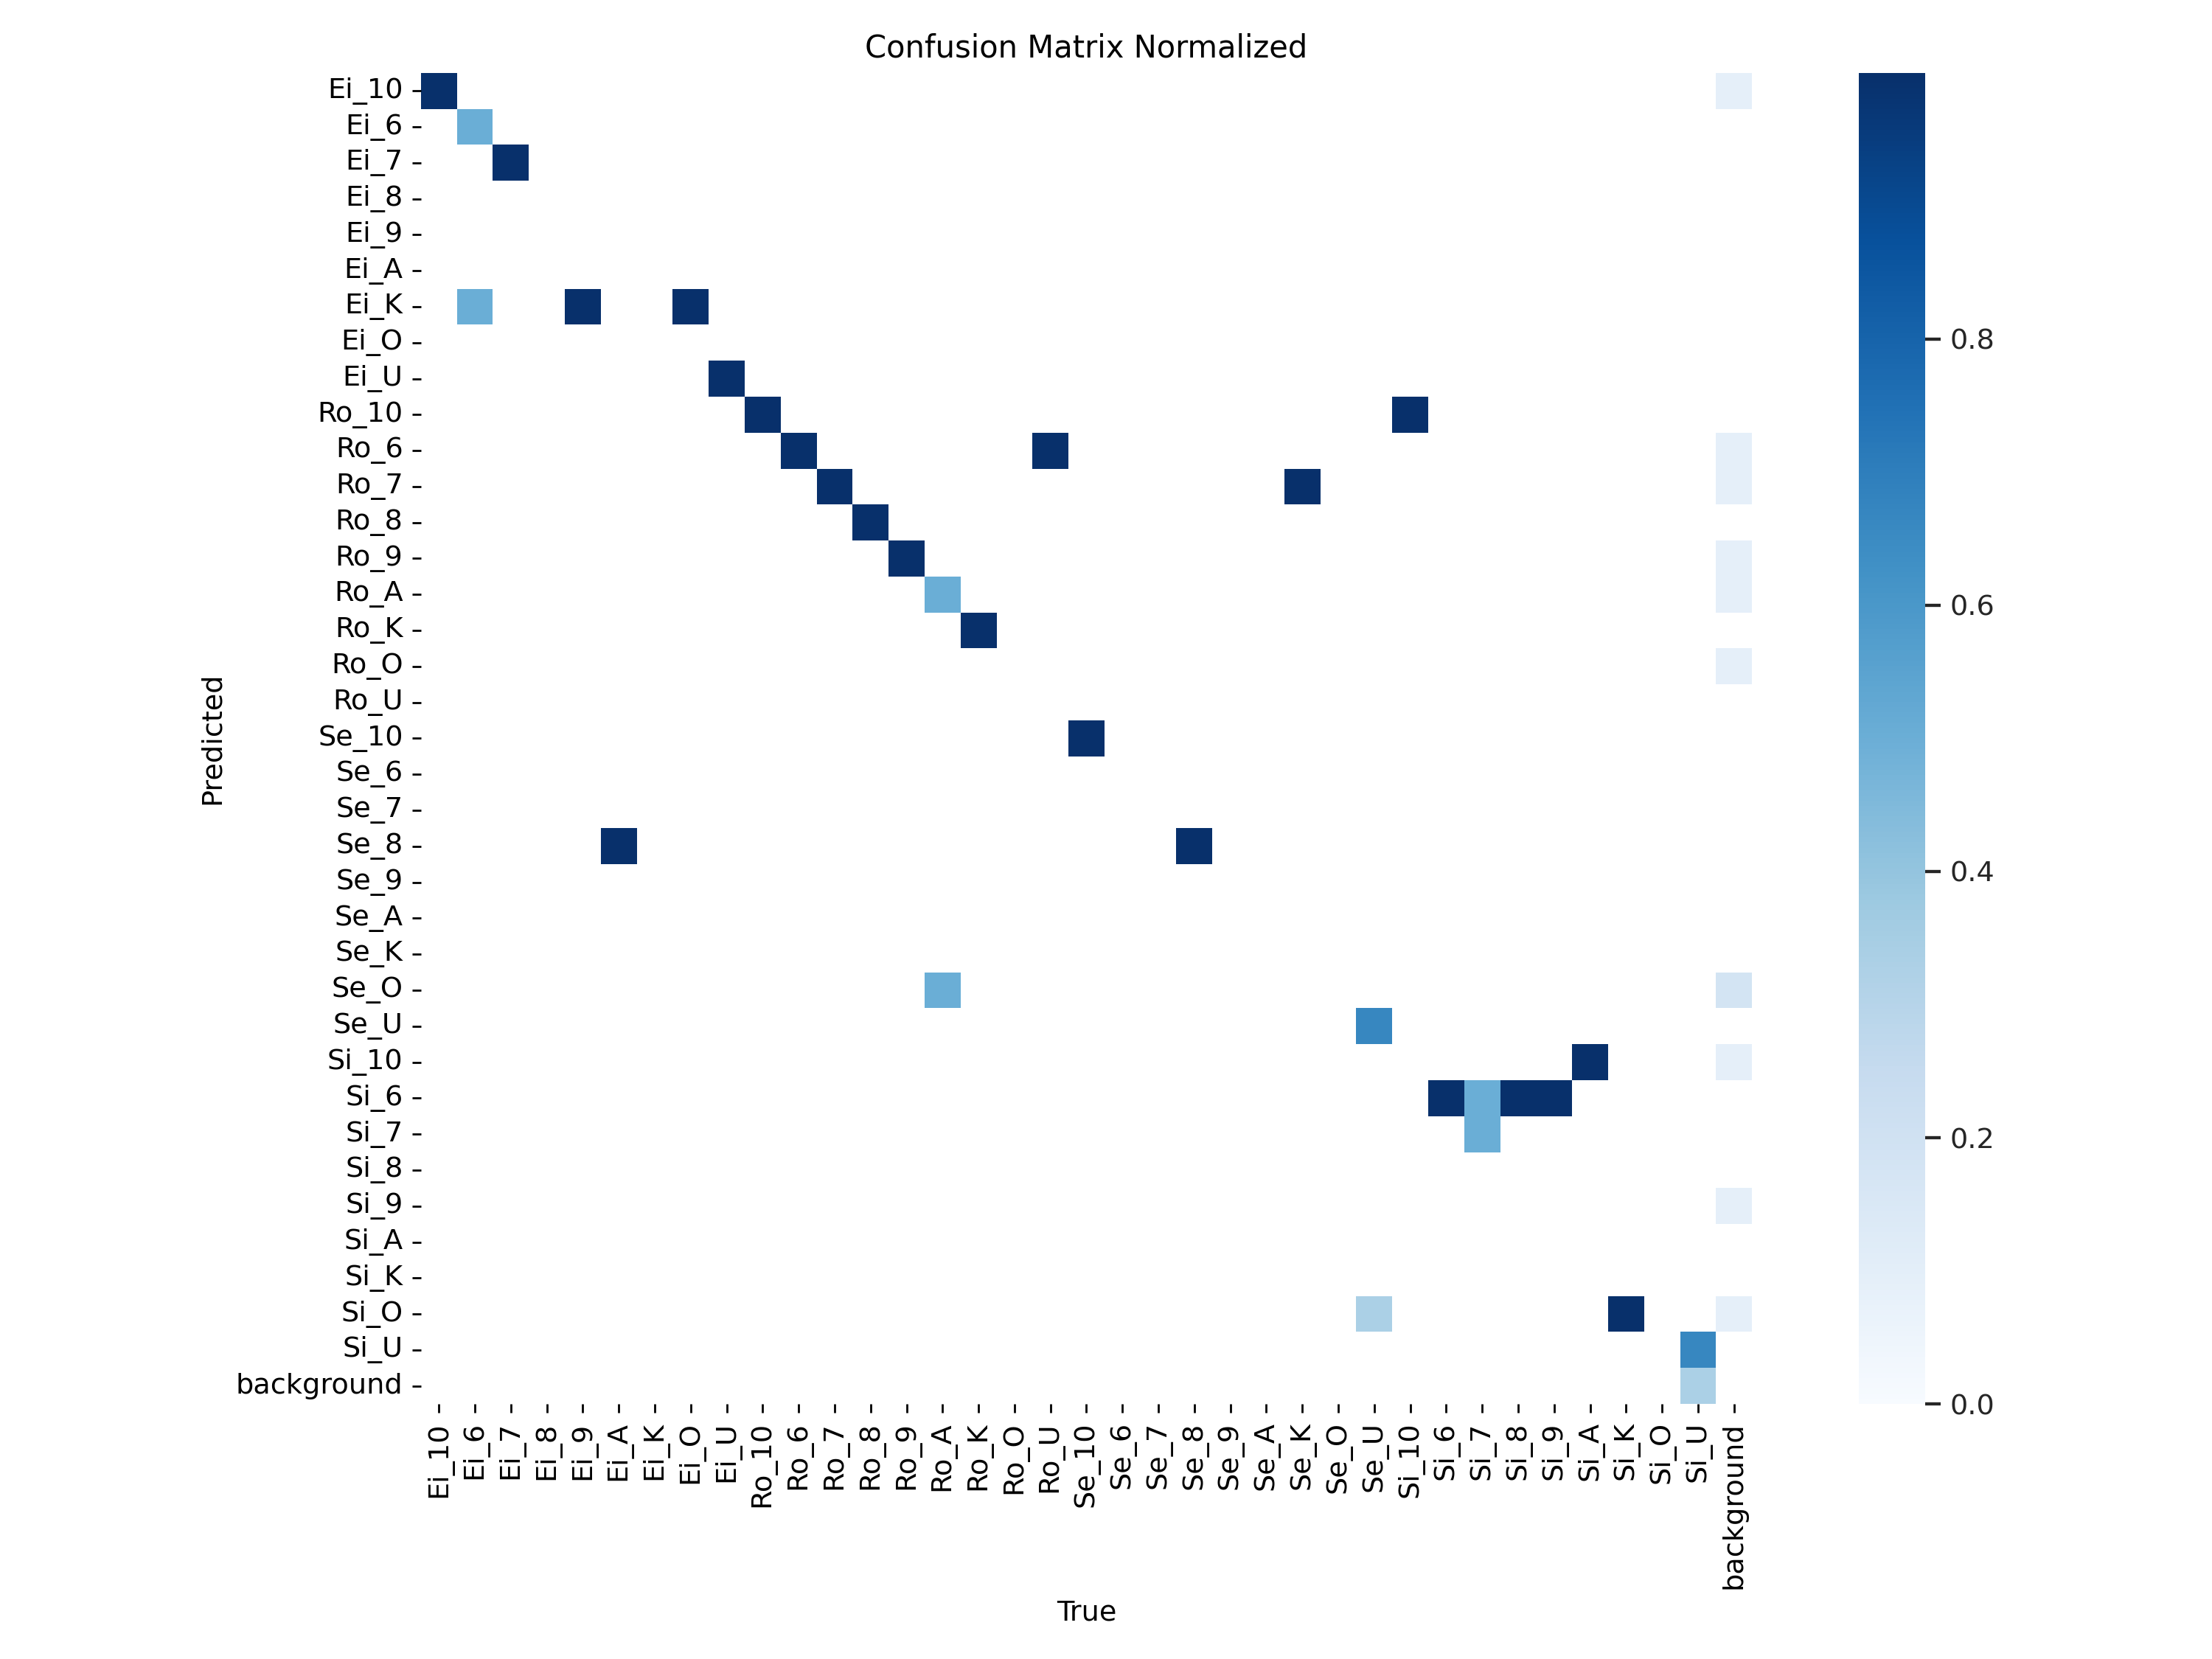 Confusion Matrix Normalized
Ei_10
Ei_6
Ei_7
Ei_8
Ei_9
Ei_A
Ei_K
Ei_O
Ei_U
Ro_10
Ro_6
Ro_7
Ro_8
Ro_9
Ro_A
Ro_K
Ro_O
Ro_U
Se_10
Se_6
Se_7
Se_8
Se_9
Se_A
Se_K
Se_O
Se_U
Si_10
Si_6
Si_7
Si_8
Si_9
Si_A
Si_K
Si_O
Si_U
background
Predicted
Ei_10
Ei_6
Ei_7
Ei_8
Ei_9
Ei_A
Ei_K
Ei_O
Ei_U
Ro_10
Ro_6
Ro_7
Ro_8
Ro_9
Ro_A
Ro_K
Ro_O
Ro_U
Se_10
Se_6
Se_7
Se_8
Se_9
Se_A
Se_K
Se_O
Se_U
Si_10
Si_6
Si_7
Si_8
Si_9
Si_A
Si_K
Si_O
Si_U
background
True
0.8
0.6
0.4
0.2
0.0